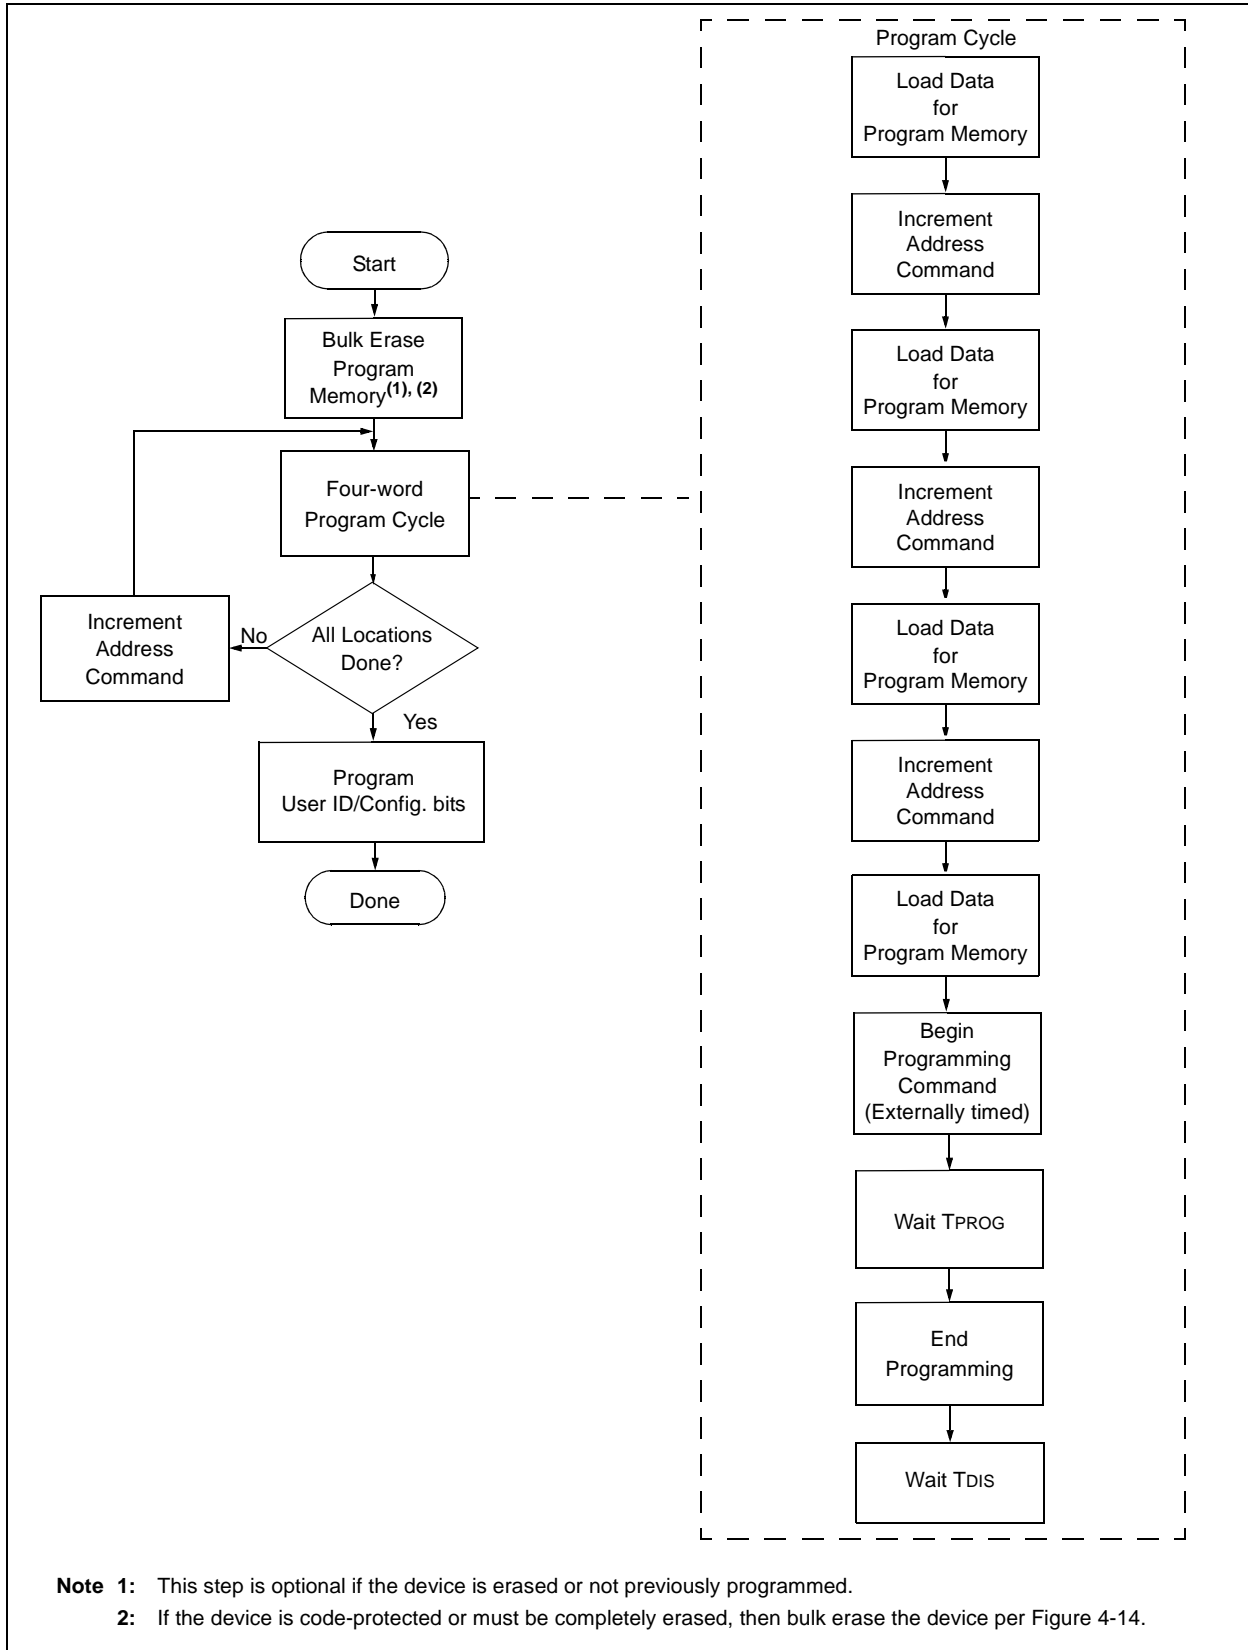 Start
Bulk Erase
Program
Memory(1), (2)
Four-word
Program Cycle
All Locations
Done?
No
Increment
Address
Command
Yes
Program
User ID/Config. bits
Done
Program Cycle
Load Data
for
Program Memory
Increment
Address
Command
Load Data
for
Program Memory
Increment
Address
Command
Load Data
for
Program Memory
Increment
Address
Command
Load Data
for
Program Memory
Begin
Programming
Command
(Externally timed)
Wait TPROG
End
Programming
Wait TDIS
Note 1: This step is optional if the device is erased or not previously programmed.
2: If the device is code-protected or must be completely erased, then bulk erase the device per Figure 4-14.